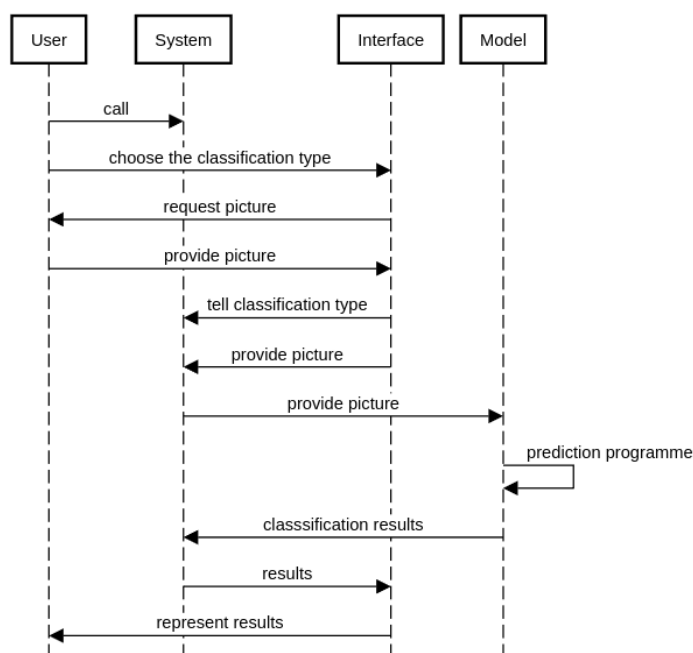 User System Interface Model
call
choose the classification type
request picture
provide picture
tell classification type
provide picture
provide picture
prediction programme
classsification results
results
represent results